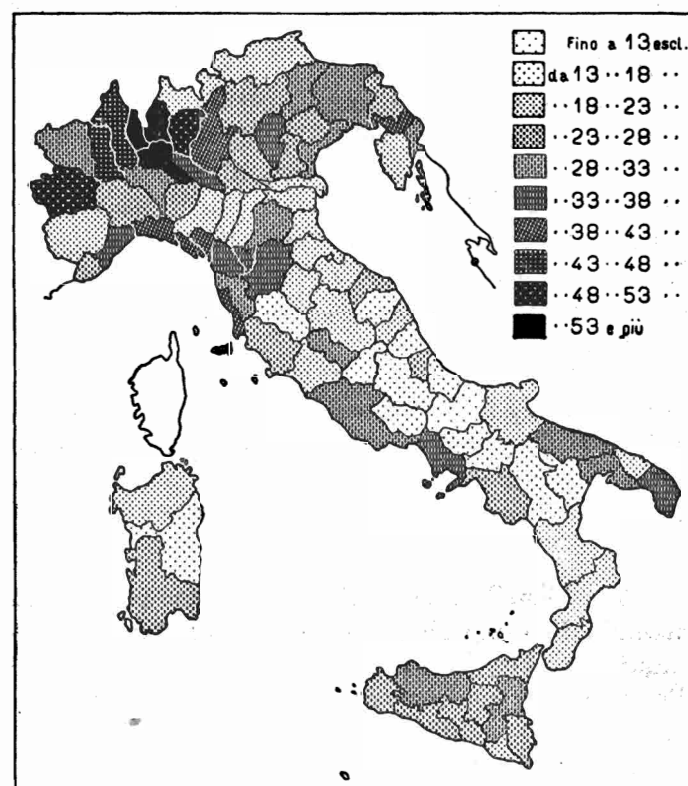 Fino a 13 escl.
da 13 ·· 18 ··
·· 18 ·· 23 ··
·· 23 ·· 28 ··
·· 28 ·· 33 ··
·· 33 ·· 38 ··
·· 38 ·· 43 ··
·· 43 ·· 48 ··
·· 48 ·· 53 ··
·· 53 e più